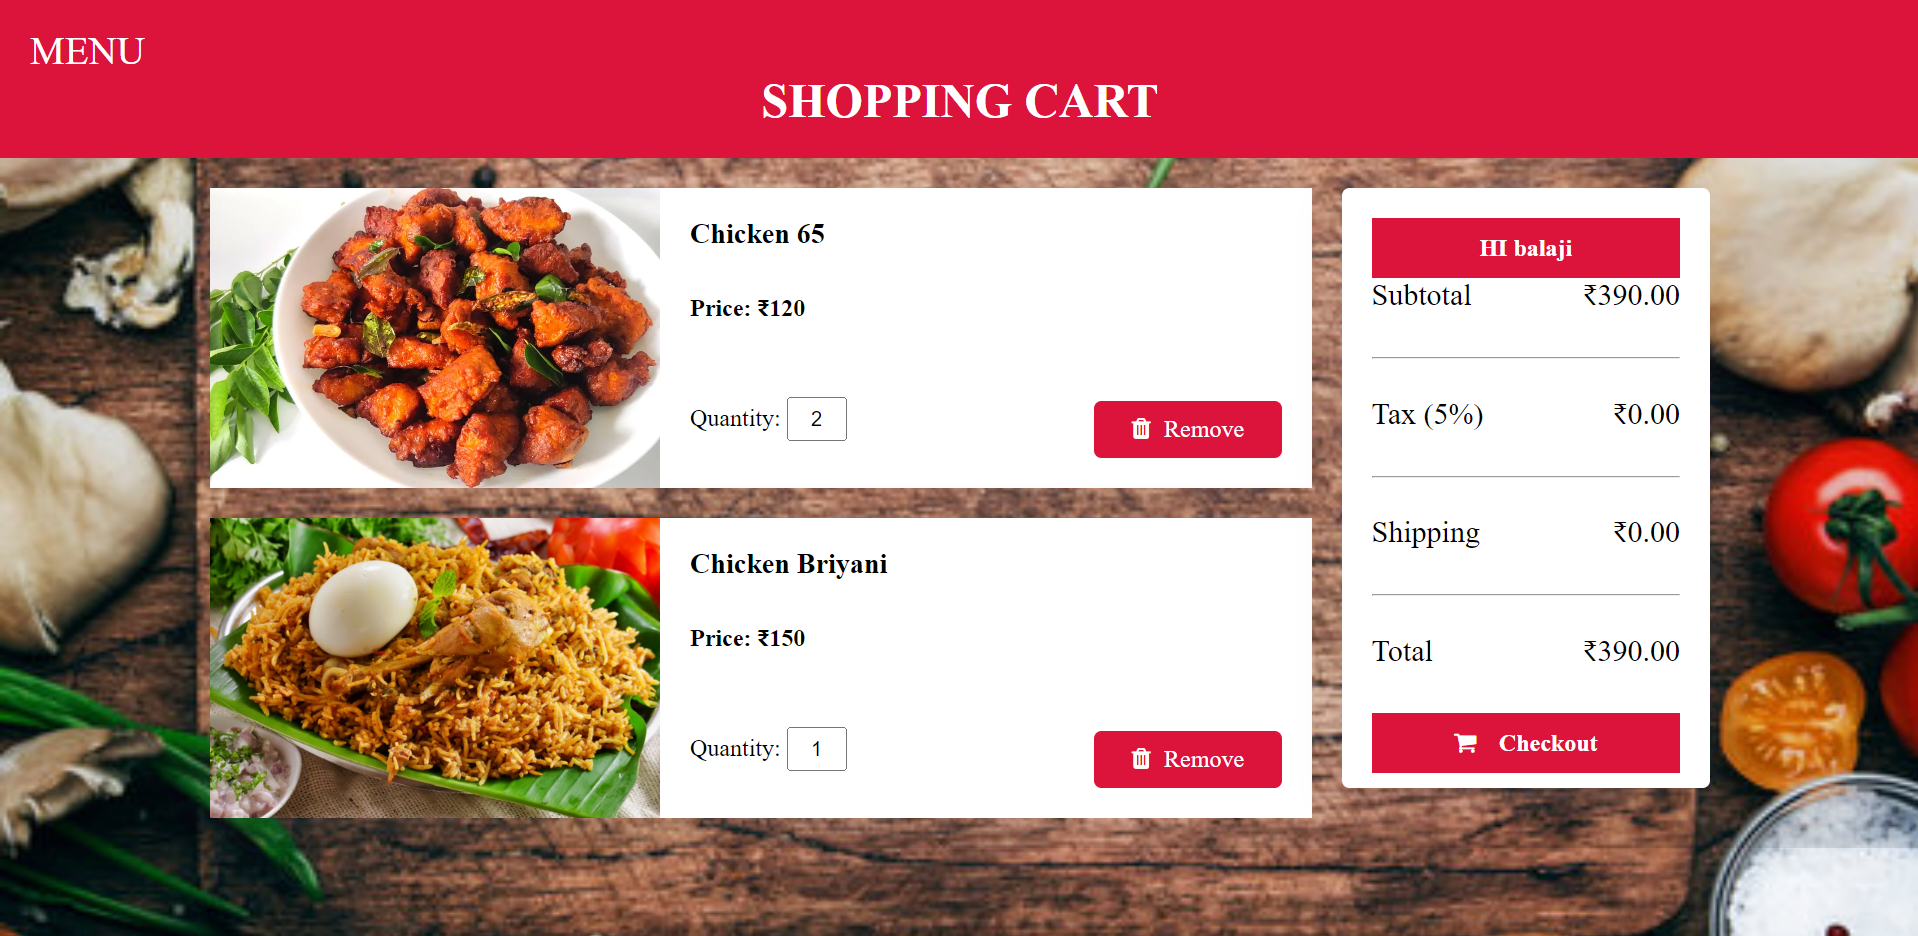 MENU
SHOPPING CART
Chicken 65
Price: ₹120
Quantity: 2
Remove
Chicken Briyani
Price: ₹150
Quantity: 1
Remove
HI balaji
Subtotal ₹390.00
Tax (5%) ₹0.00
Shipping ₹0.00
Total ₹390.00
Checkout